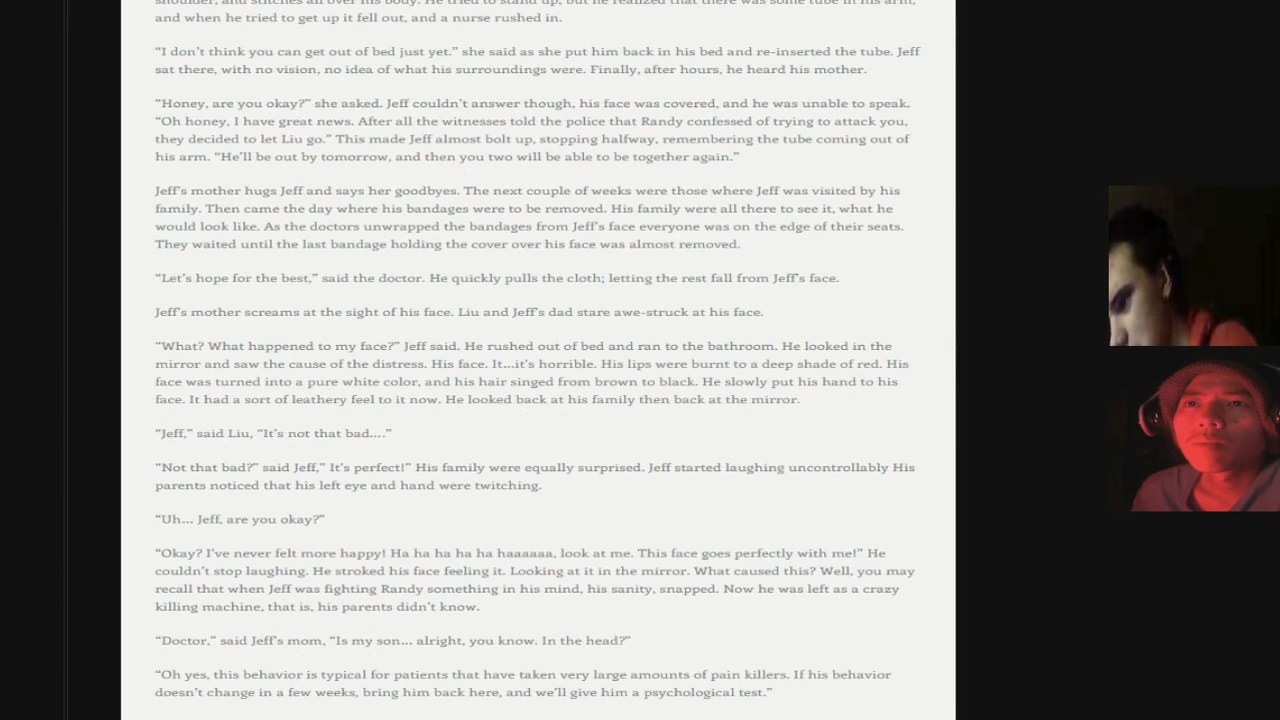 shoulder, and stitches all over his body. He tried to stand up, but he realized that there was some tube in his arm,
and when he tried to get up it fell out, and a nurse rushed in.
“I don’t think you can get out of bed just yet.” she said as she put him back in his bed and re-inserted the tube. Jeff
sat there, with no vision, no idea of what his surroundings were. Finally, after hours, he heard his mother.
“Honey, are you okay?” she asked. Jeff couldn’t answer though, his face was covered, and he was unable to speak.
“Oh honey, I have great news. After all the witnesses told the police that Randy confessed of trying to attack you,
they decided to let Liu go.” This made Jeff almost bolt up, stopping halfway, remembering the tube coming out of
his arm. “He’ll be out by tomorrow, and then you two will be able to be together again.”
Jeff’s mother hugs Jeff and says her goodbyes. The next couple of weeks were those where Jeff was visited by his
family. Then came the day where his bandages were to be removed. His family were all there to see it, what he
would look like. As the doctors unwrapped the bandages from Jeff’s face everyone was on the edge of their seats.
They waited until the last bandage holding the cover over his face was almost removed.
“Let’s hope for the best,” said the doctor. He quickly pulls the cloth; letting the rest fall from Jeff’s face.
Jeff’s mother screams at the sight of his face. Liu and Jeff’s dad stare awe-struck at his face.
“What? What happened to my face?” Jeff said. He rushed out of bed and ran to the bathroom. He looked in the
mirror and saw the cause of the distress. His face. It…it’s horrible. His lips were burnt to a deep shade of red. His
face was turned into a pure white color, and his hair singed from brown to black. He slowly put his hand to his
face. It had a sort of leathery feel to it now. He looked back at his family then back at the mirror.
“Jeff,” said Liu, “It’s not that bad….”
“Not that bad?” said Jeff,” It’s perfect!” His family were equally surprised. Jeff started laughing uncontrollably His
parents noticed that his left eye and hand were twitching.
“Uh… Jeff, are you okay?”
“Okay? I’ve never felt more happy! Ha ha ha ha ha haaaaaa, look at me. This face goes perfectly with me!” He
couldn’t stop laughing. He stroked his face feeling it. Looking at it in the mirror. What caused this? Well, you may
recall that when Jeff was fighting Randy something in his mind, his sanity, snapped. Now he was left as a crazy
killing machine, that is, his parents didn’t know.
“Doctor,” said Jeff’s mom, “Is my son… alright, you know. In the head?”
“Oh yes, this behavior is typical for patients that have taken very large amounts of pain killers. If his behavior
doesn’t change in a few weeks, bring him back here, and we’ll give him a psychological test.”